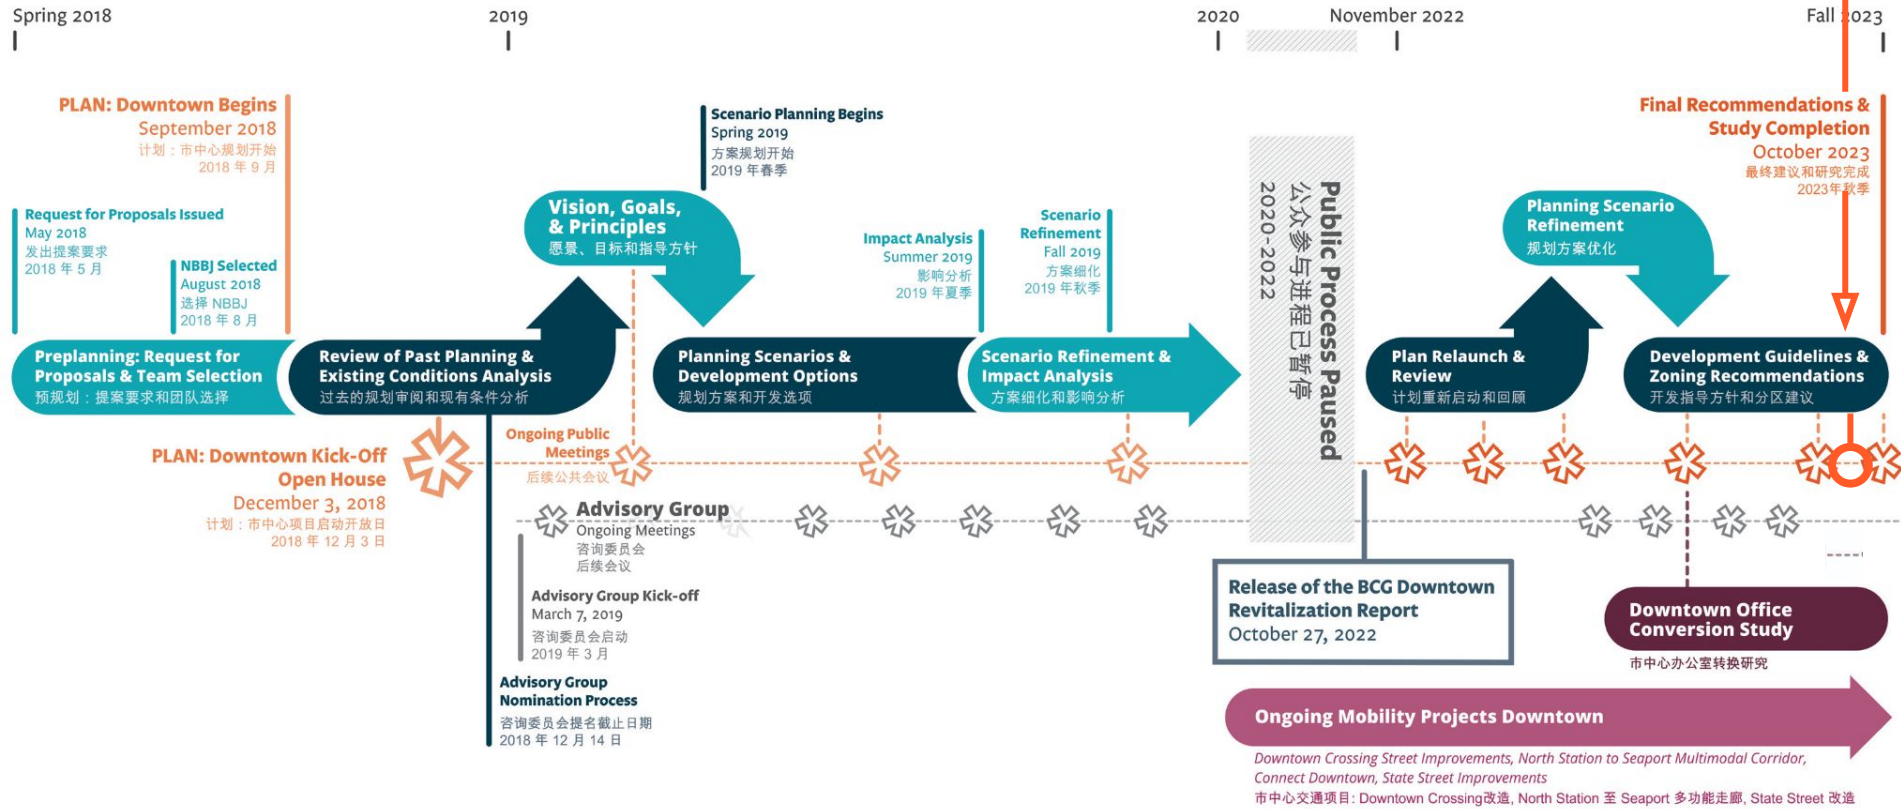 Spring 2018
2019
2020
November 2022
Fall 2023
PLAN: Downtown Begins
September 2018
计划：市中心规划开始
2018 年 9 月
Request for Proposals Issued
May 2018
发出提案要求
2018 年 5 月
NBBJ Selected
August 2018
选择 NBBJ
2018 年 8 月
Preplanning: Request for
Proposals & Team Selection
预规划：提案要求和团队选择
Review of Past Planning &
Existing Conditions Analysis
过去的规划审阅和现有条件分析
PLAN: Downtown Kick-Off
Open House
December 3, 2018
计划：市中心项目启动开放日
2018 年 12 月 3 日
Vision, Goals,
& Principles
愿景、目标和指导方针
Scenario Planning Begins
Spring 2019
方案规划开始
2019 年春季
Planning Scenarios &
Development Options
规划方案和开发选项
Impact Analysis
Summer 2019
影响分析
2019 年夏季
Scenario
Refinement
Fall 2019
方案细化
2019 年秋季
Scenario Refinement &
Impact Analysis
方案细化和影响分析
Ongoing Public
Meetings
后续公共会议
Advisory Group
Ongoing Meetings
咨询委员会
后续会议
Advisory Group Kick-off
March 7, 2019
咨询委员会启动
2019 年 3 月
Advisory Group
Nomination Process
咨询委员会提名截止日期
2018 年 12 月 14 日
Public Process Paused
公众参与进程已暂停
2020-2022
Release of the BCG Downtown
Revitalization Report
October 27, 2022
Plan Relaunch &
Review
计划重新启动和回顾
Planning Scenario
Refinement
规划方案优化
Final Recommendations &
Study Completion
October 2023
最终建议和研究完成
2023年秋季
Development Guidelines &
Zoning Recommendations
开发指导方针和分区建议
Downtown Office
Conversion Study
市中心办公室转换研究
Ongoing Mobility Projects Downtown
Downtown Crossing Street Improvements, North Station to Seaport Multimodal Corridor,
Connect Downtown, State Street Improvements
市中心交通项目: Downtown Crossing改造, North Station 至 Seaport 多功能走廊, State Street 改造